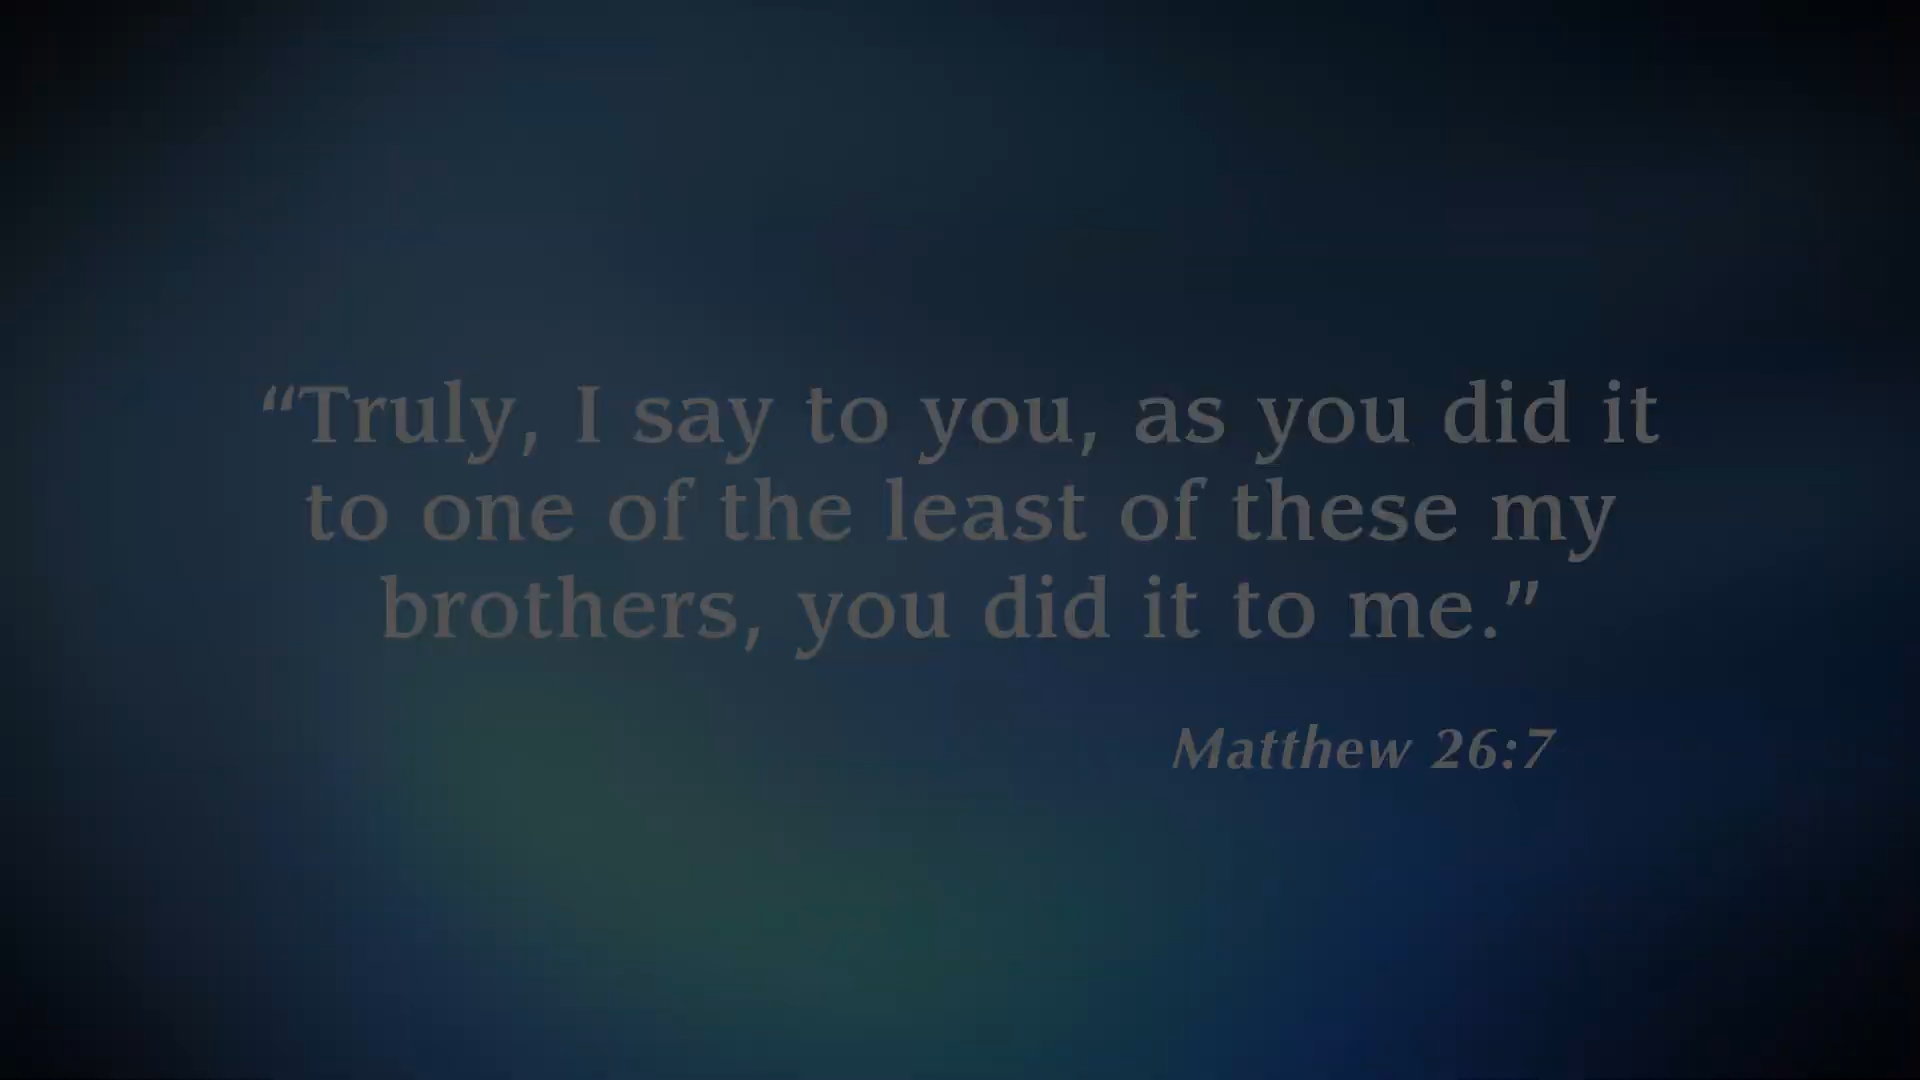 “Truly, I say to you, as you did it
to one of the least of these my
brothers, you did it to me.”
Matthew 26:7